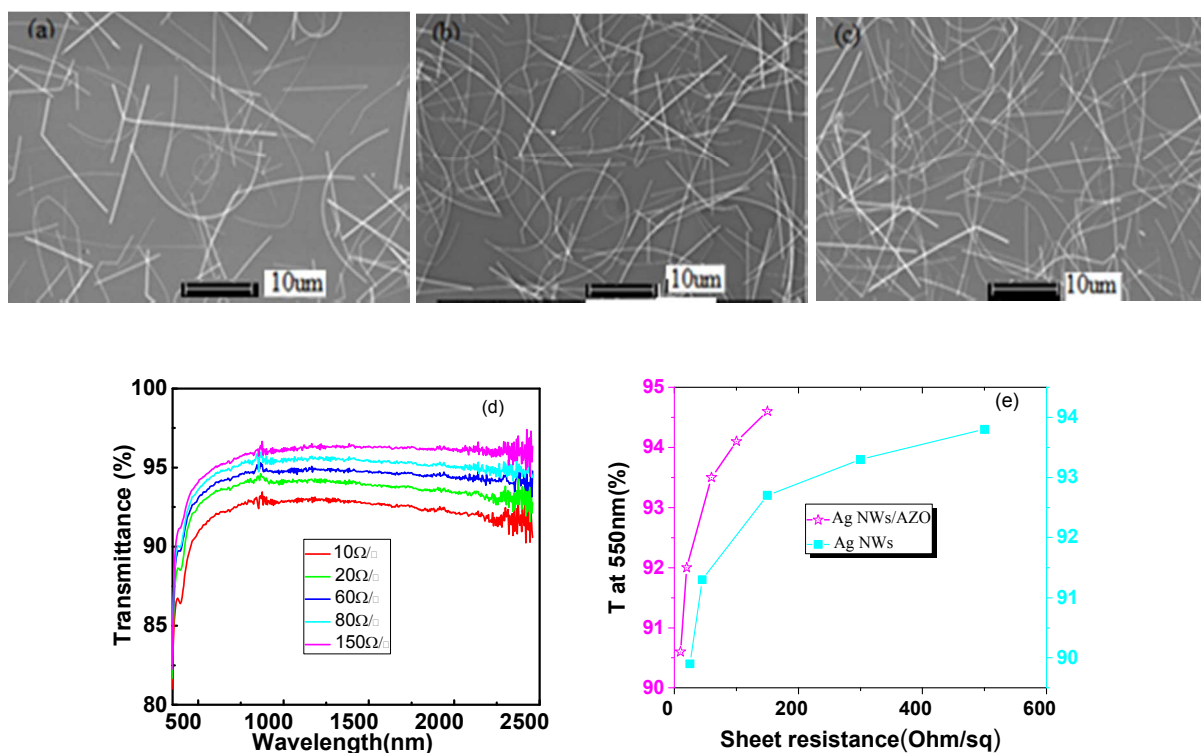 (a)
10um
(b)
10um
(c)
10um
100
95
90
85
80
Transmittance (%)
500 1000 1500 2000 2500
Wavelength(nm)
(d)
10Ω/□
20Ω/□
60Ω/□
80Ω/□
150Ω/□
95
94
93
92
91
90
T at 550nm(%)
0 200 400 600
Sheet resistance(Ohm/sq)
(e)
Ag NWs/AZO
Ag NWs
94
93
92
91
90